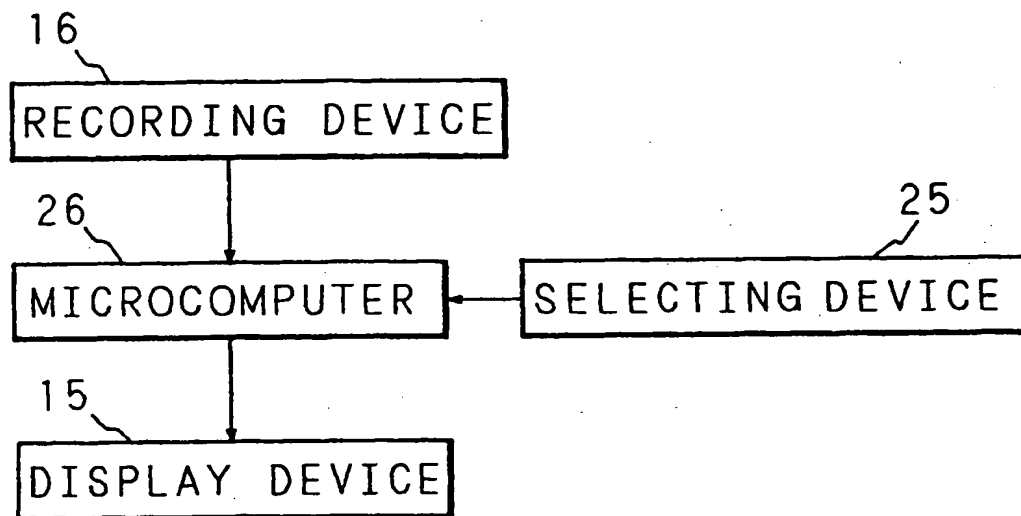 16
RECORDING DEVICE
26
25
MICROCOMPUTER
SELECTING DEVICE
15
DISPLAY DEVICE